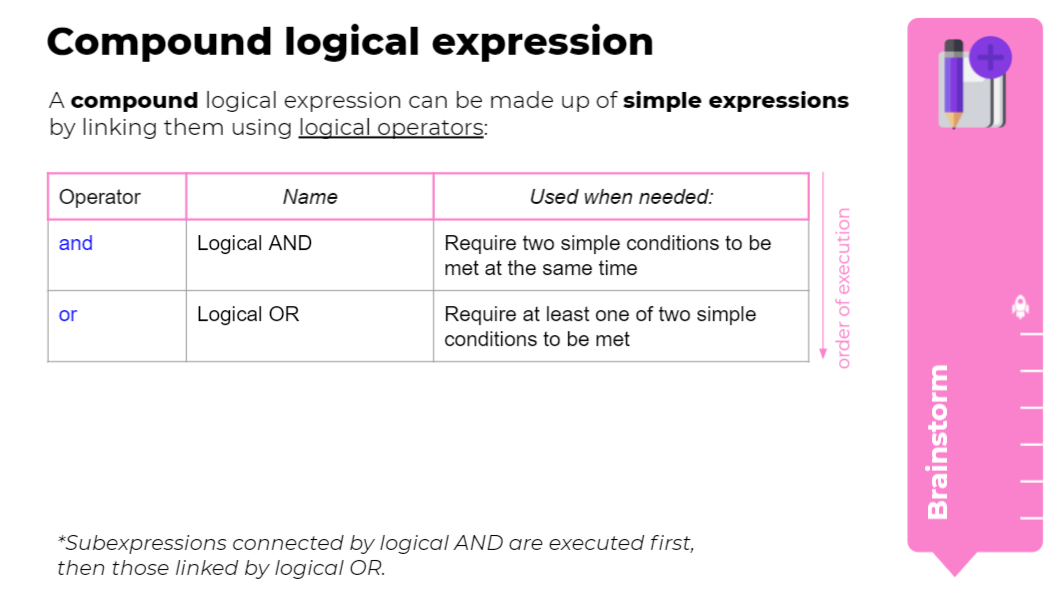 Compound logical expression
A compound logical expression can be made up of simple expressions
by linking them using logical operators:
Operator Name Used when needed:
and Logical AND Require two simple conditions to be
met at the same time
or Logical OR Require at least one of two simple
conditions to be met
order of execution
*Subexpressions connected by logical AND are executed first,
then those linked by logical OR.
Brainstorm